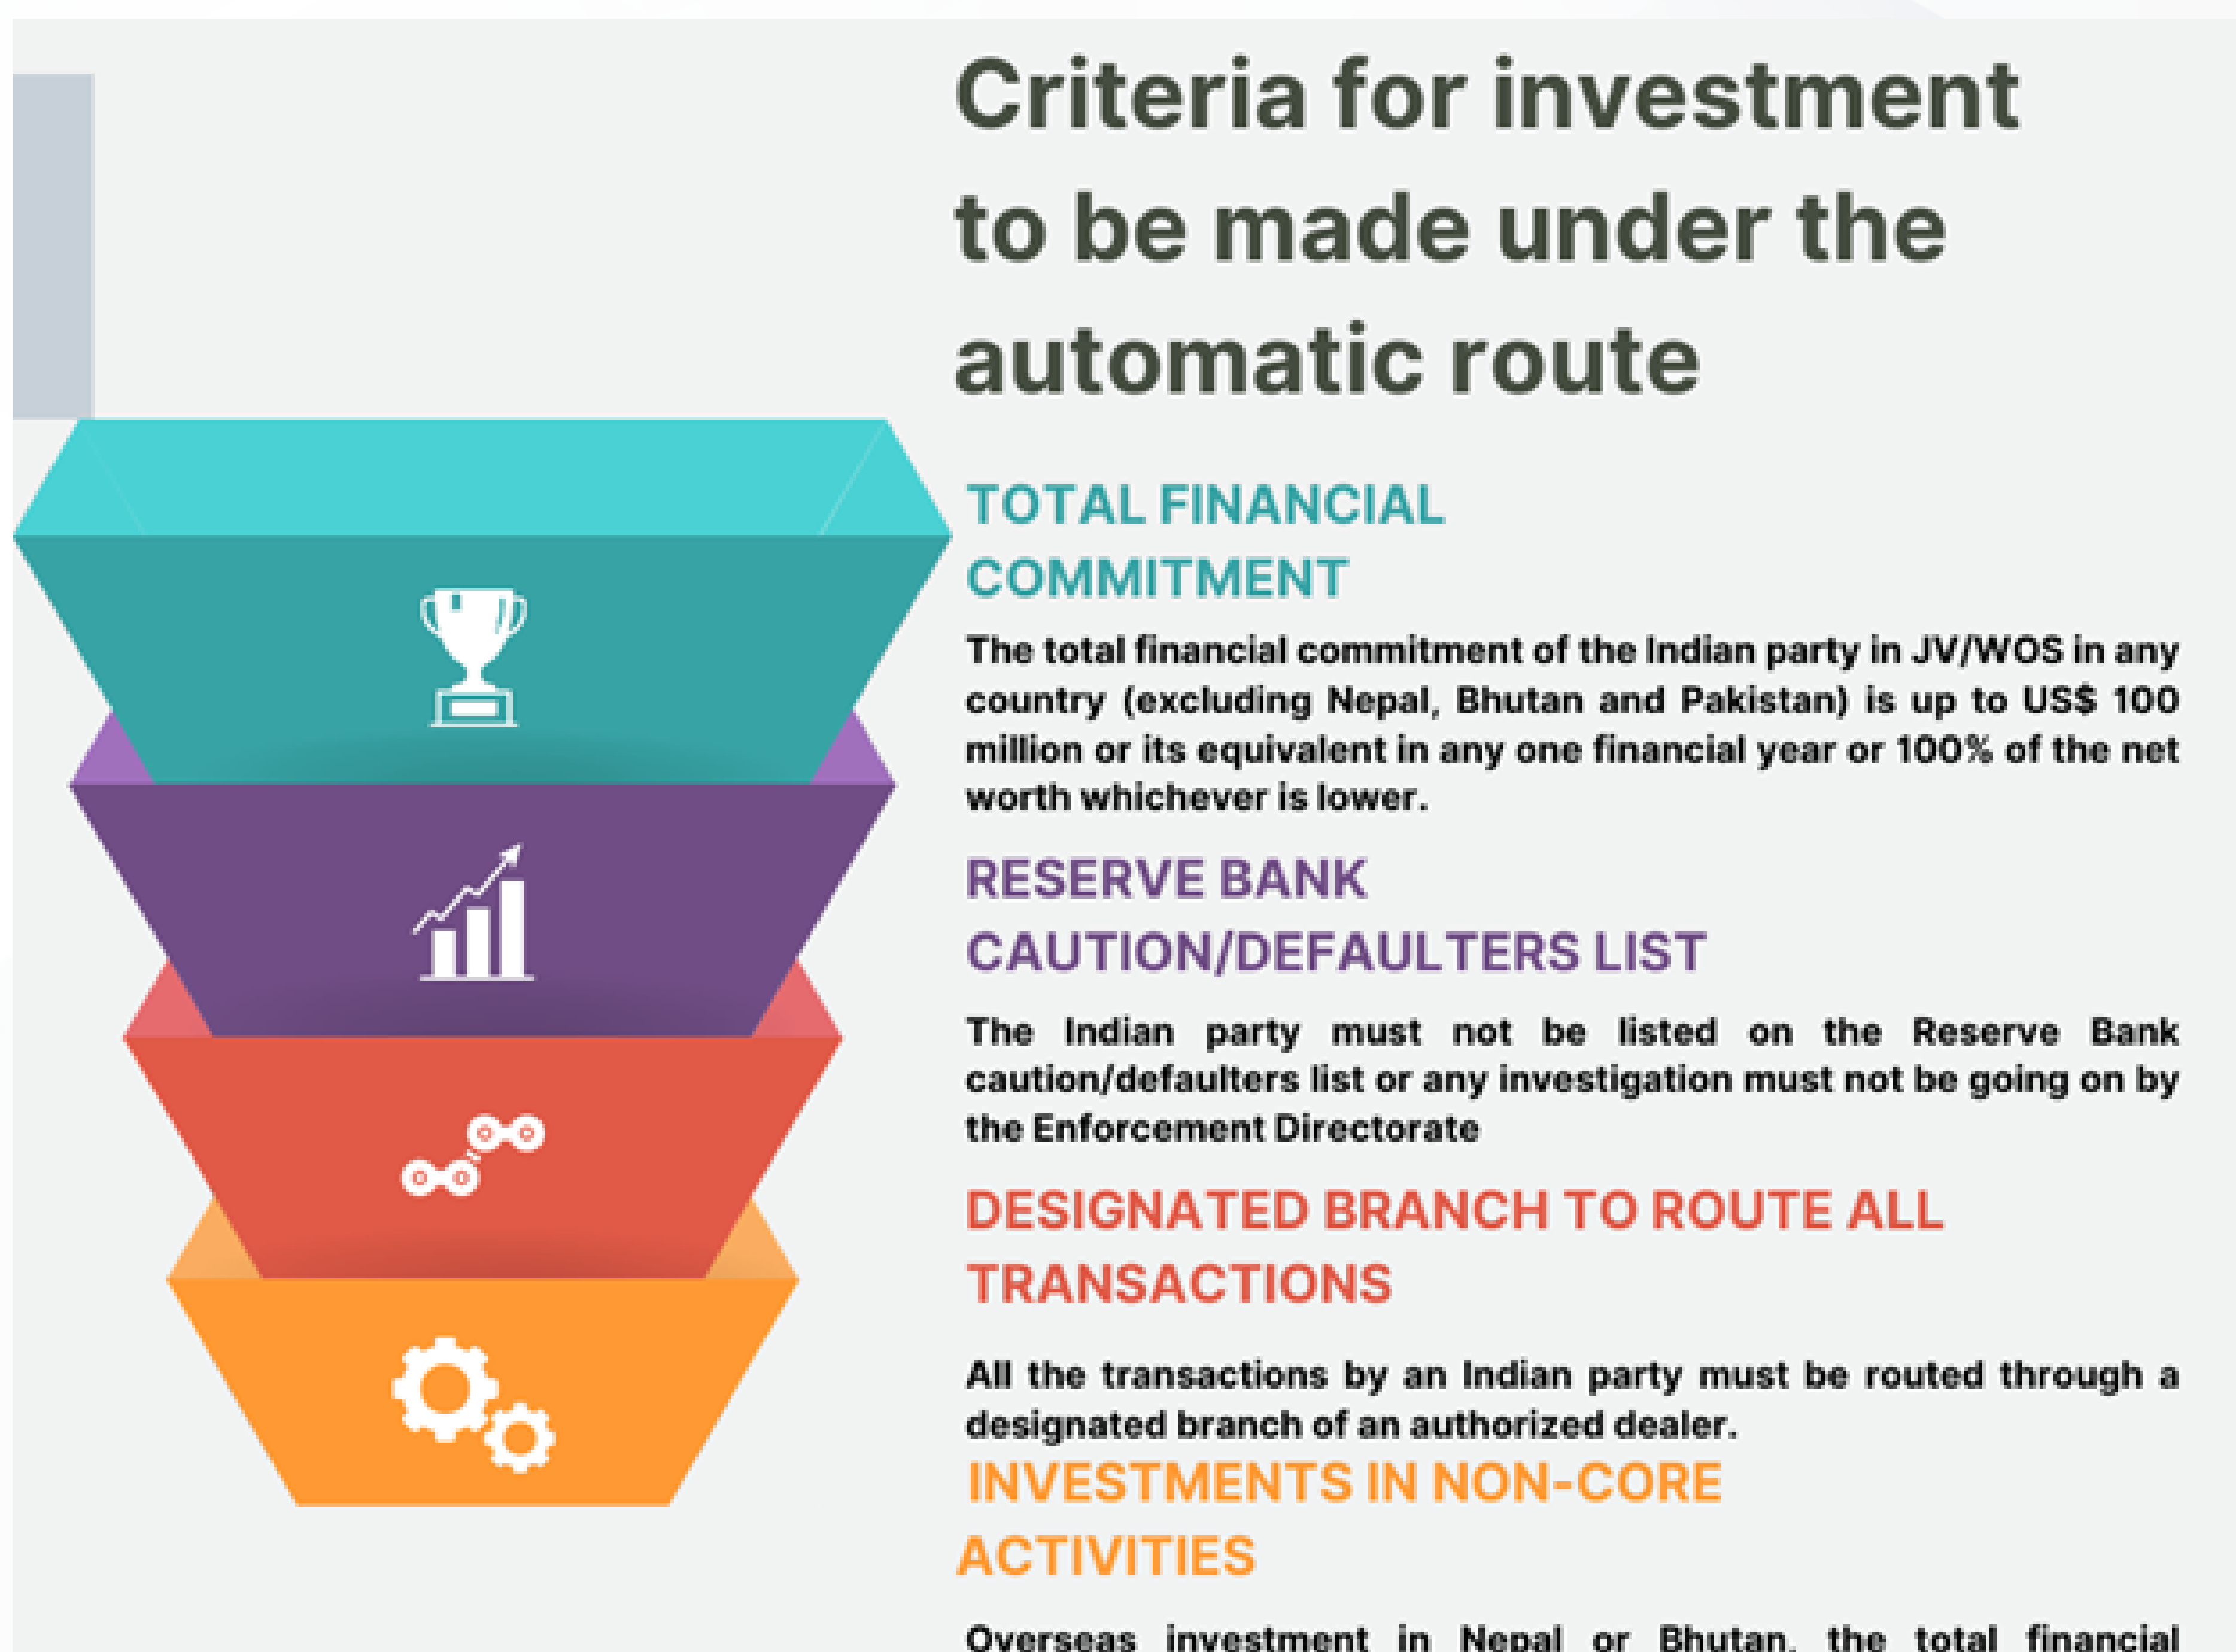 Criteria for investment
to be made under the
automatic route
TOTAL FINANCIAL
COMMITMENT
The total financial commitment of the Indian party in JV/WOS in any
country (excluding Nepal, Bhutan and Pakistan) is up to US$ 100
million or its equivalent in any one financial year or 100% of the net
worth whichever is lower.
RESERVE BANK
CAUTION/DEFAULTERS LIST
The Indian party must not be listed on the Reserve Bank
caution/defaulters list or any investigation must not be going on by
the Enforcement Directorate
DESIGNATED BRANCH TO ROUTE ALL
TRANSACTIONS
All the transactions by an Indian party must be routed through a
designated branch of an authorized dealer.
INVESTMENTS IN NON-CORE
ACTIVITIES
Overseas investment in Nepal or Bhutan, the total financial